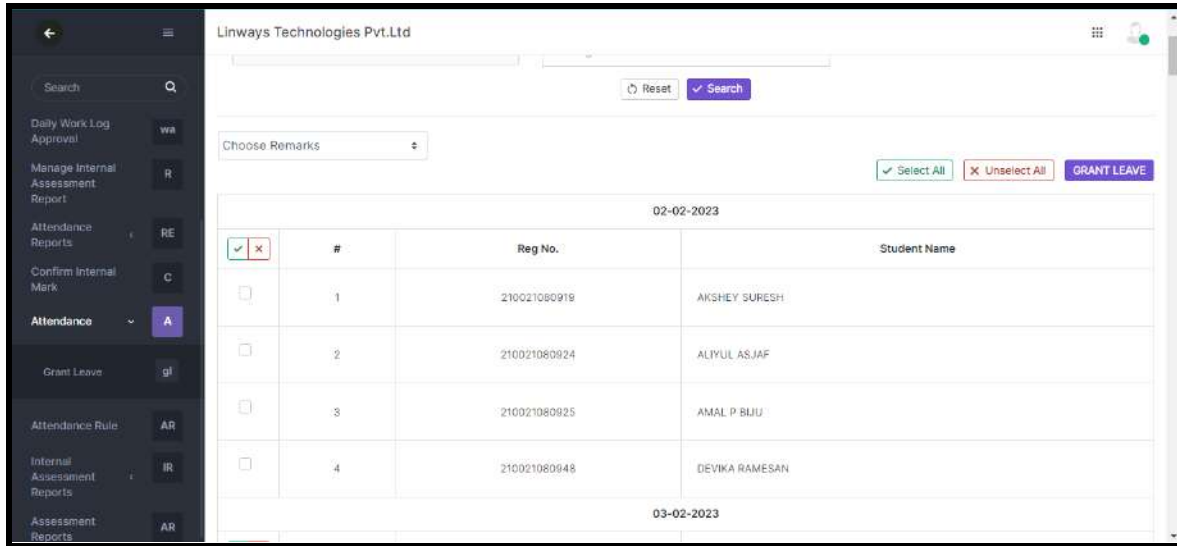 Linways Technologies Pvt.Ltd
Search
Daily Work Log
Approval
wa
Manage Internal
Assessment
Report
R
Attendance
Reports
RE
Confirm Internal
Mark
C
Attendance
A
Grant Leave
gl
Attendance Rule
AR
Internal
Assessment
Reports
IR
Assessment
Reports
AR
Reset
Search
Choose Remarks
Select All
Unselect All
GRANT LEAVE
02-02-2023
# Reg No. Student Name
1 210021080919 AKSHEY SURESH
2 210021080924 ALIYUL ASJAF
3 210021080925 AMAL P BIJU
4 210021080948 DEVIKA RAMESAN
03-02-2023